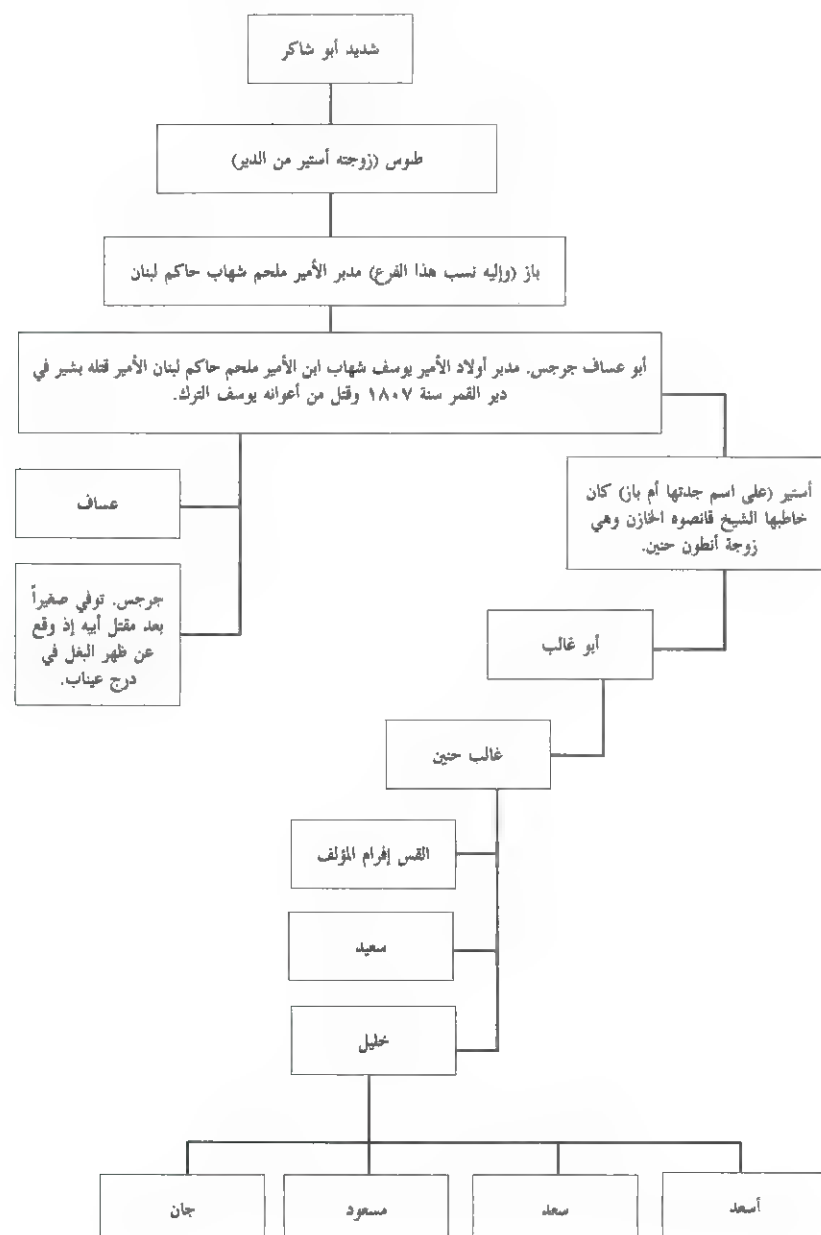 شديد أبو شاكر
طنوس (زوجته أستير من الدير)
باز (وإليه نسب هذا الفرع) مدبر الأمير ملحم شهاب حاكم لبنان
أبو عساف جرجس. مدبر أولاد الأمير يوسف شهاب ابن الأمير ملحم حاكم لبنان الأمير قتله بشير في
دير القمر سنة ١٨٠٧ وقتل من أعوانه يوسف الترك.
أستير (على اسم جدتها أم باز) كان
خاطبها الشيخ قانصوه الخازن وهي
زوجة أنطون حنين.
عساف
جرجس. توفي صغيراً
بعد مقتل أبيه إذ وقع
عن ظهر البغل في
درج عيناب.
أبو غالب
غالب حنين
القس إفرام المؤلف
سعيد
خليل
أسعد
سعد
مسعود
جان